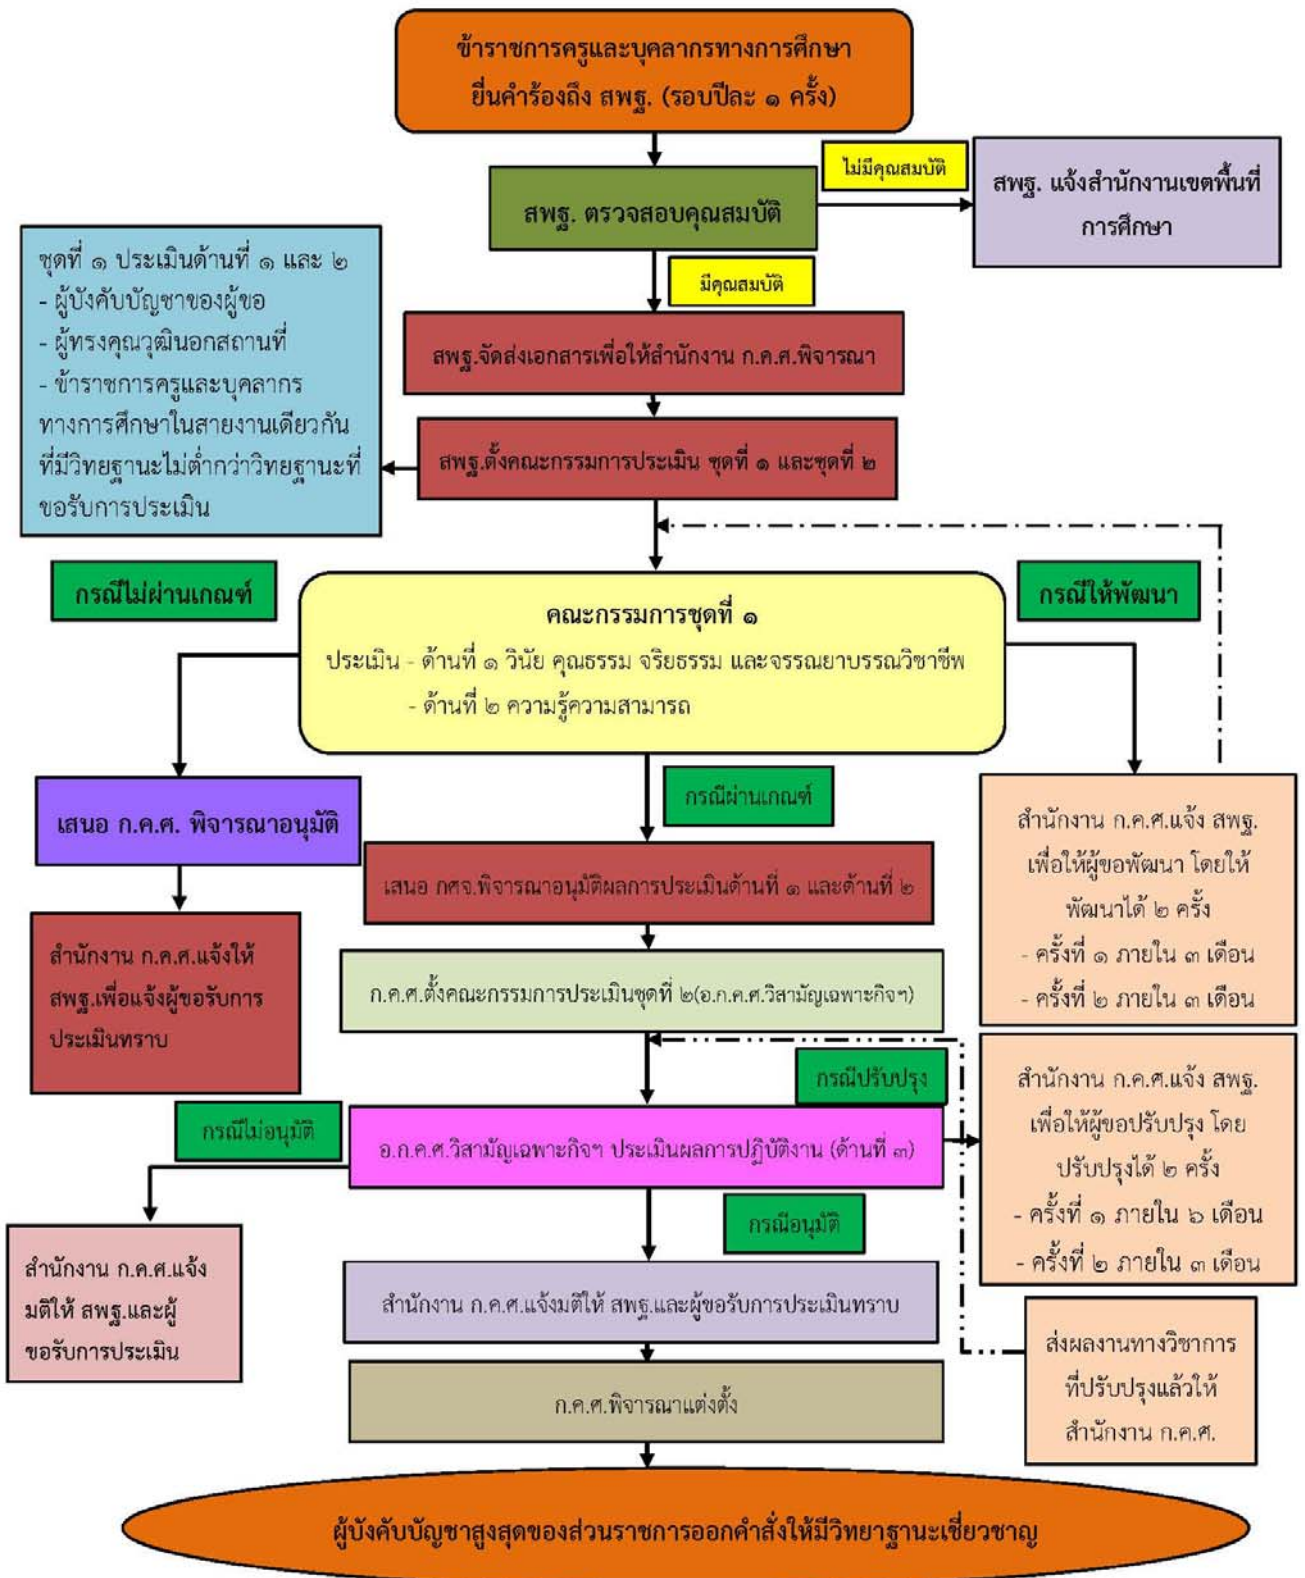 ข้าราชการครูและบุคลากรทางการศึกษา
ยื่นคำร้องถึง สพฐ. (รอบปีละ ๑ ครั้ง)
ไม่มีคุณสมบัติ
สพฐ. แจ้งสำนักงานเขตพื้นที่
การศึกษา
สพฐ. ตรวจสอบคุณสมบัติ
มีคุณสมบัติ
ชุดที่ ๑ ประเมินด้านที่ ๑ และ ๒
- ผู้บังคับบัญชาของผู้ขอ
- ผู้ทรงคุณวุฒินอกสถานที่
- ข้าราชการครูและบุคลากร
ทางการศึกษาในสายงานเดียวกัน
ที่มีวิทยฐานะไม่ต่ำกว่าวิทยฐานะที่
ขอรับการประเมิน
สพฐ.จัดส่งเอกสารเพื่อให้สำนักงาน ก.ค.ศ.พิจารณา
สพฐ.ตั้งคณะกรรมการประเมิน ชุดที่ ๑ และชุดที่ ๒
กรณีไม่ผ่านเกณฑ์
กรณีให้พัฒนา
คณะกรรมการชุดที่ ๑
ประเมิน - ด้านที่ ๑ วินัย คุณธรรม จริยธรรม และจรรณยาบรรณวิชาชีพ
- ด้านที่ ๒ ความรู้ความสามารถ
กรณีผ่านเกณฑ์
เสนอ ก.ค.ศ. พิจารณาอนุมัติ
สำนักงาน ก.ค.ศ.แจ้ง สพฐ.
เพื่อให้ผู้ขอพัฒนา โดยให้
พัฒนาได้ ๒ ครั้ง
- ครั้งที่ ๑ ภายใน ๓ เดือน
- ครั้งที่ ๒ ภายใน ๓ เดือน
เสนอ กศจ.พิจารณาอนุมัติผลการประเมินด้านที่ ๑ และด้านที่ ๒
สำนักงาน ก.ค.ศ.แจ้งให้
สพฐ.เพื่อแจ้งผู้ขอรับการ
ประเมินทราบ
ก.ค.ศ.ตั้งคณะกรรมการประเมินชุดที่ ๒(อ.ก.ค.ศ.วิสามัญเฉพาะกิจฯ)
กรณีปรับปรุง
สำนักงาน ก.ค.ศ.แจ้ง สพฐ.
เพื่อให้ผู้ขอปรับปรุง โดย
ปรับปรุงได้ ๒ ครั้ง
- ครั้งที่ ๑ ภายใน ๖ เดือน
- ครั้งที่ ๒ ภายใน ๓ เดือน
กรณีไม่อนุมัติ
อ.ก.ค.ศ.วิสามัญเฉพาะกิจฯ ประเมินผลการปฏิบัติงาน (ด้านที่ ๓)
กรณีอนุมัติ
สำนักงาน ก.ค.ศ.แจ้ง
มติให้ สพฐ.และผู้
ขอรับการประเมิน
สำนักงาน ก.ค.ศ.แจ้งมติให้ สพฐ.และผู้ขอรับการประเมินทราบ
ส่งผลงานทางวิชาการ
ที่ปรับปรุงแล้วให้
สำนักงาน ก.ค.ศ.
ก.ค.ศ.พิจารณาแต่งตั้ง
ผู้บังคับบัญชาสูงสุดของส่วนราชการออกคำสั่งให้มีวิทยาฐานะเชี่ยวชาญ